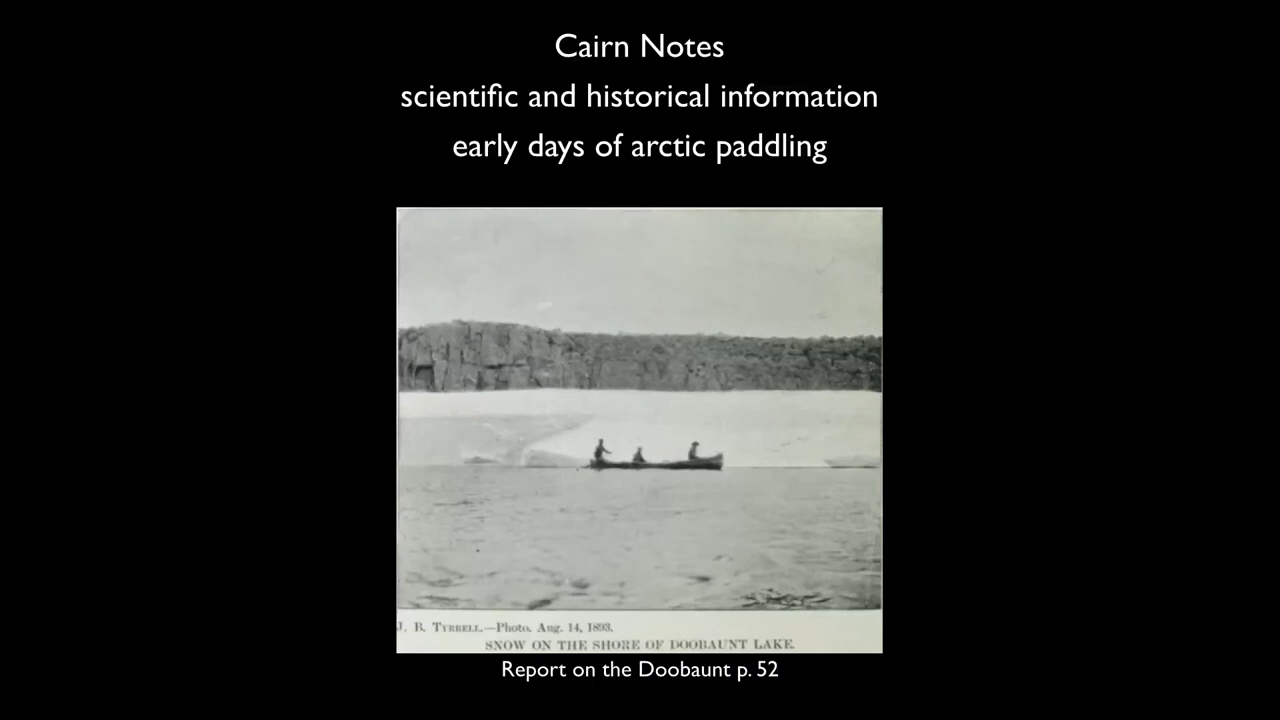 Cairn Notes
scientific and historical information
early days of arctic paddling
J. B. TYRRELL.—Photo. Aug. 14, 1893.
SNOW ON THE SHORE OF DOOBAUNT LAKE.
Report on the Doobaunt p. 52